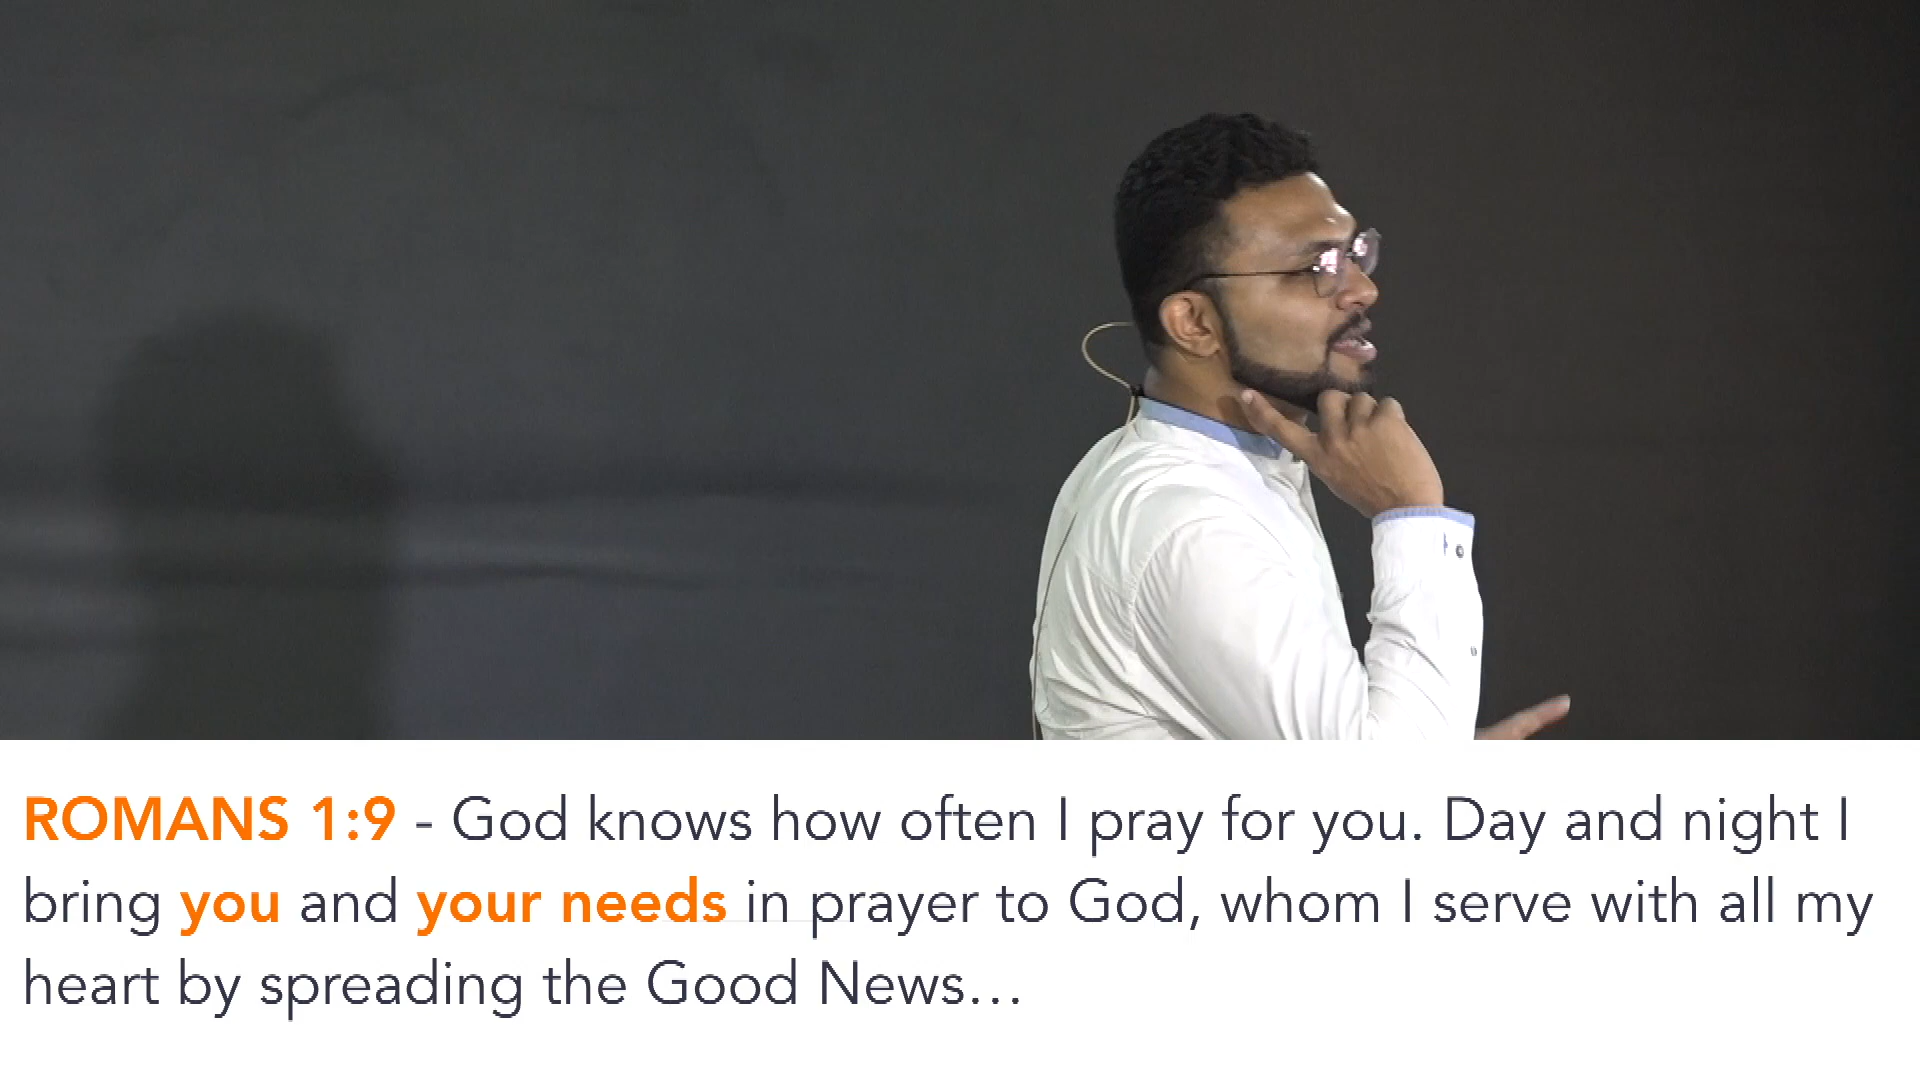 ROMANS 1:9 - God knows how often I pray for you. Day and night I
bring you and your needs in prayer to God, whom I serve with all my
heart by spreading the Good News…